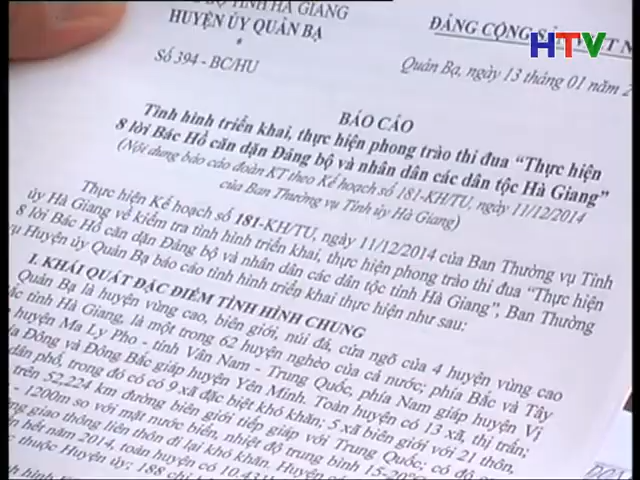 BỘ TỈNH HÀ GIANG
HUYỆN ỦY QUẢN BẠ
*
Số 394 - BC/HU
ĐẢNG CỘNG SẢN VIỆT N
HTV
Quản Bạ, ngày 13 tháng 01 năm 2
BÁO CÁO
Tình hình triển khai, thực hiện phong trào thi đua “Thực hiện
8 lời Bác Hồ căn dặn Đảng bộ và nhân dân các dân tộc Hà Giang”
(Nội dung báo cáo đoàn KT theo Kế hoạch số 181-KH/TU, ngày 11/12/2014
của Ban Thường vụ Tỉnh ủy Hà Giang)
Thực hiện Kế hoạch số 181-KH/TU, ngày 11/12/2014 của Ban Thường vụ Tỉnh
ủy Hà Giang về kiểm tra tình hình triển khai, thực hiện phong trào thi đua “Thực hiện
8 lời Bác Hồ căn dặn Đảng bộ và nhân dân các dân tộc tỉnh Hà Giang”, Ban Thường
vụ Huyện ủy Quản Bạ báo cáo tình hình triển khai thực hiện như sau:
I. KHÁI QUÁT ĐẶC ĐIỂM TÌNH HÌNH CHUNG
Quản Bạ là huyện vùng cao, biên giới, núi đá, cửa ngõ của 4 huyện vùng cao
tỉnh Hà Giang, là một trong 62 huyện nghèo của cả nước; phía Bắc và Tây
huyện Ma Ly Pho - tỉnh Vân Nam - Trung Quốc, phía Nam giáp huyện Vị
Đông và Đông Bắc giáp huyện Yên Minh. Toàn huyện có 13 xã, thị trấn;
dân phố, trong đó có 9 xã đặc biệt khó khăn; 5 xã biên giới với 21 thôn,
trên 52,224 km đường biên giới tiếp giáp với Trung Quốc; có độ
- 1200m so với mặt nước biển, nhiệt độ trung bình 15-20°
giao thông liên thôn đi lại khó khăn. Huyện
hết năm 2014, toàn huyện có 10.431
thuộc Huyện ủy; 188 chi